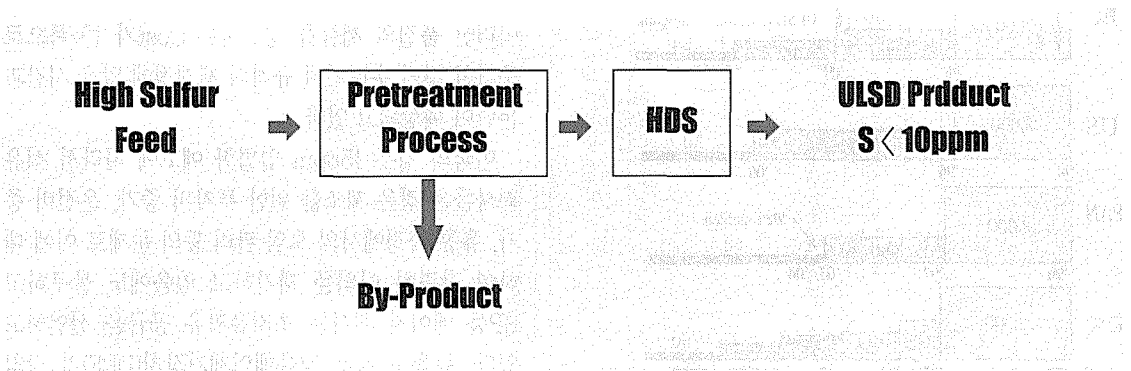 High Sulfur
Feed
Pretreatment
Process
HDS
ULSD Prdduct
S< 10ppm
By-Product